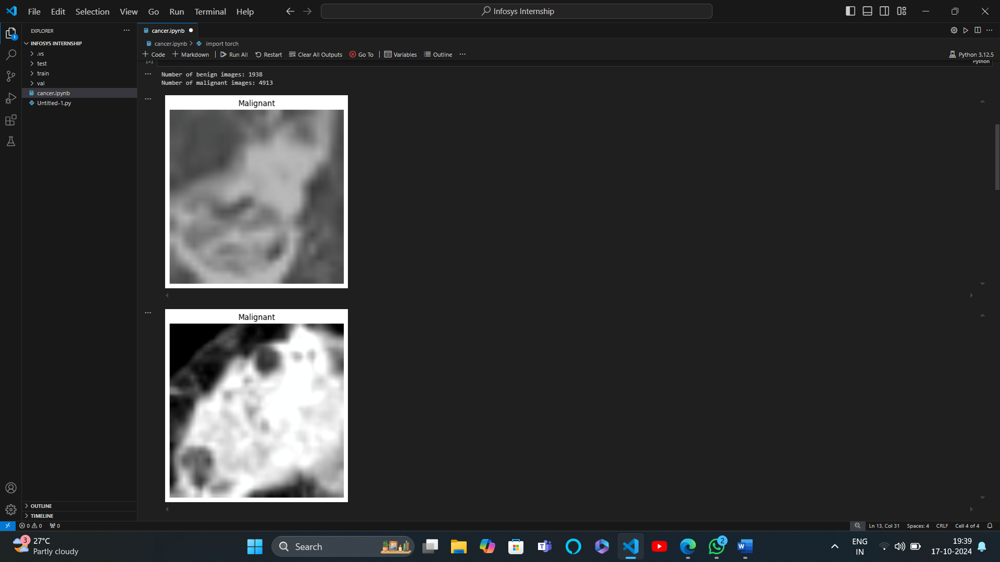 File Edit Selection View Go Run Terminal Help
Infosys Internship
EXPLORER
INFOSYS INTERNSHIP
.vs
test
train
val
cancer.ipynb
Untitled-1.py
OUTLINE
TIMELINE
cancer.ipynb
cancer.ipynb > import torch
Code Markdown Run All Restart Clear All Outputs Go To Variables Outline ...
Python 3.12.5
[2]
Python
Number of benign images: 1938
Number of malignant images: 4913
Malignant
Malignant
0 0 0
Ln 13, Col 31 Spaces: 4 CRLF Cell 4 of 4
3
27°C
Partly cloudy
Search
2
ENG
IN
19:39
17-10-2024